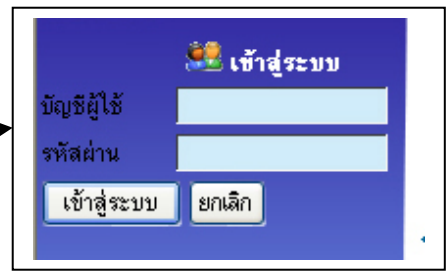 เข้าสู่ระบบ
บัญชีผู้ใช้
รหัสผ่าน
เข้าสู่ระบบ ยกเลิก